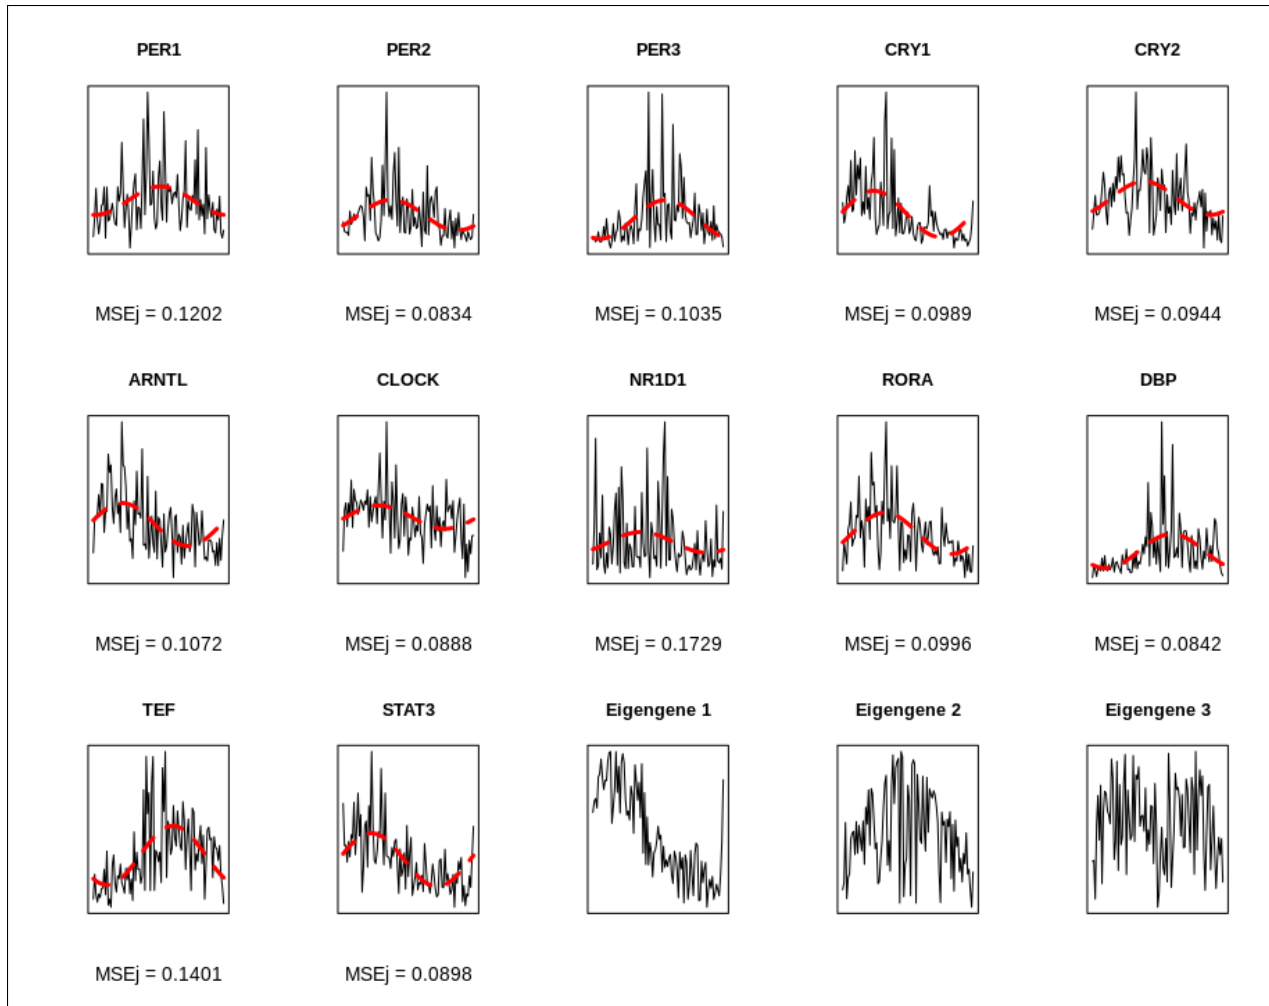 PER1 PER2 PER3 CRY1 CRY2
MSEj = 0.1202 MSEj = 0.0834 MSEj = 0.1035 MSEj = 0.0989 MSEj = 0.0944
ARNTL CLOCK NR1D1 RORA DBP
MSEj = 0.1072 MSEj = 0.0888 MSEj = 0.1729 MSEj = 0.0996 MSEj = 0.0842
TEF STAT3 Eigengene 1 Eigengene 2 Eigengene 3
MSEj = 0.1401 MSEj = 0.0898